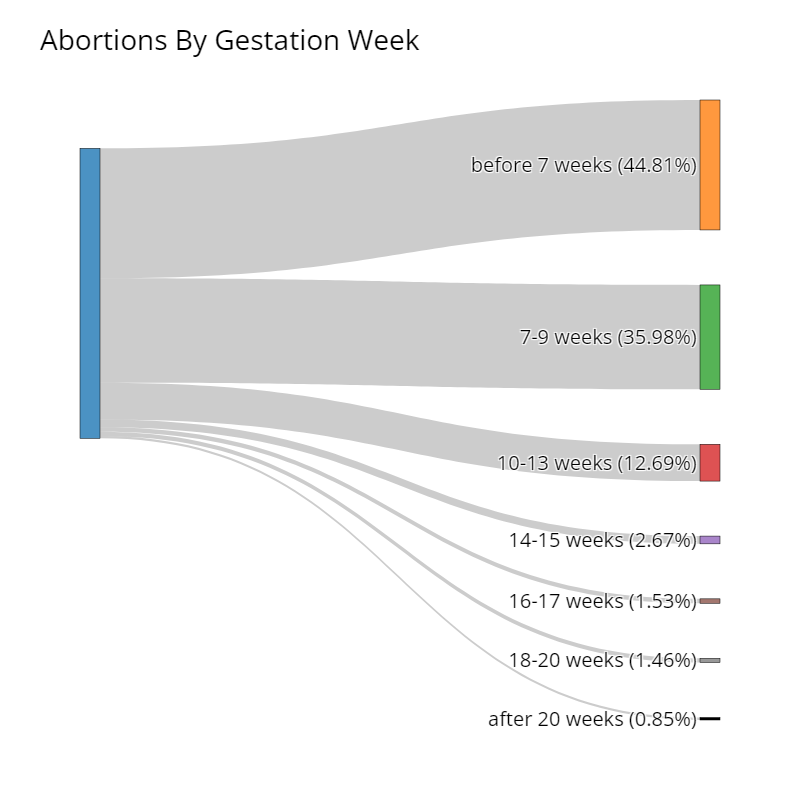 Abortions By Gestation Week
before 7 weeks (44.81%)
7-9 weeks (35.98%)
10-13 weeks (12.69%)
14-15 weeks (2.67%)
16-17 weeks (1.53%)
18-20 weeks (1.46%)
after 20 weeks (0.85%)